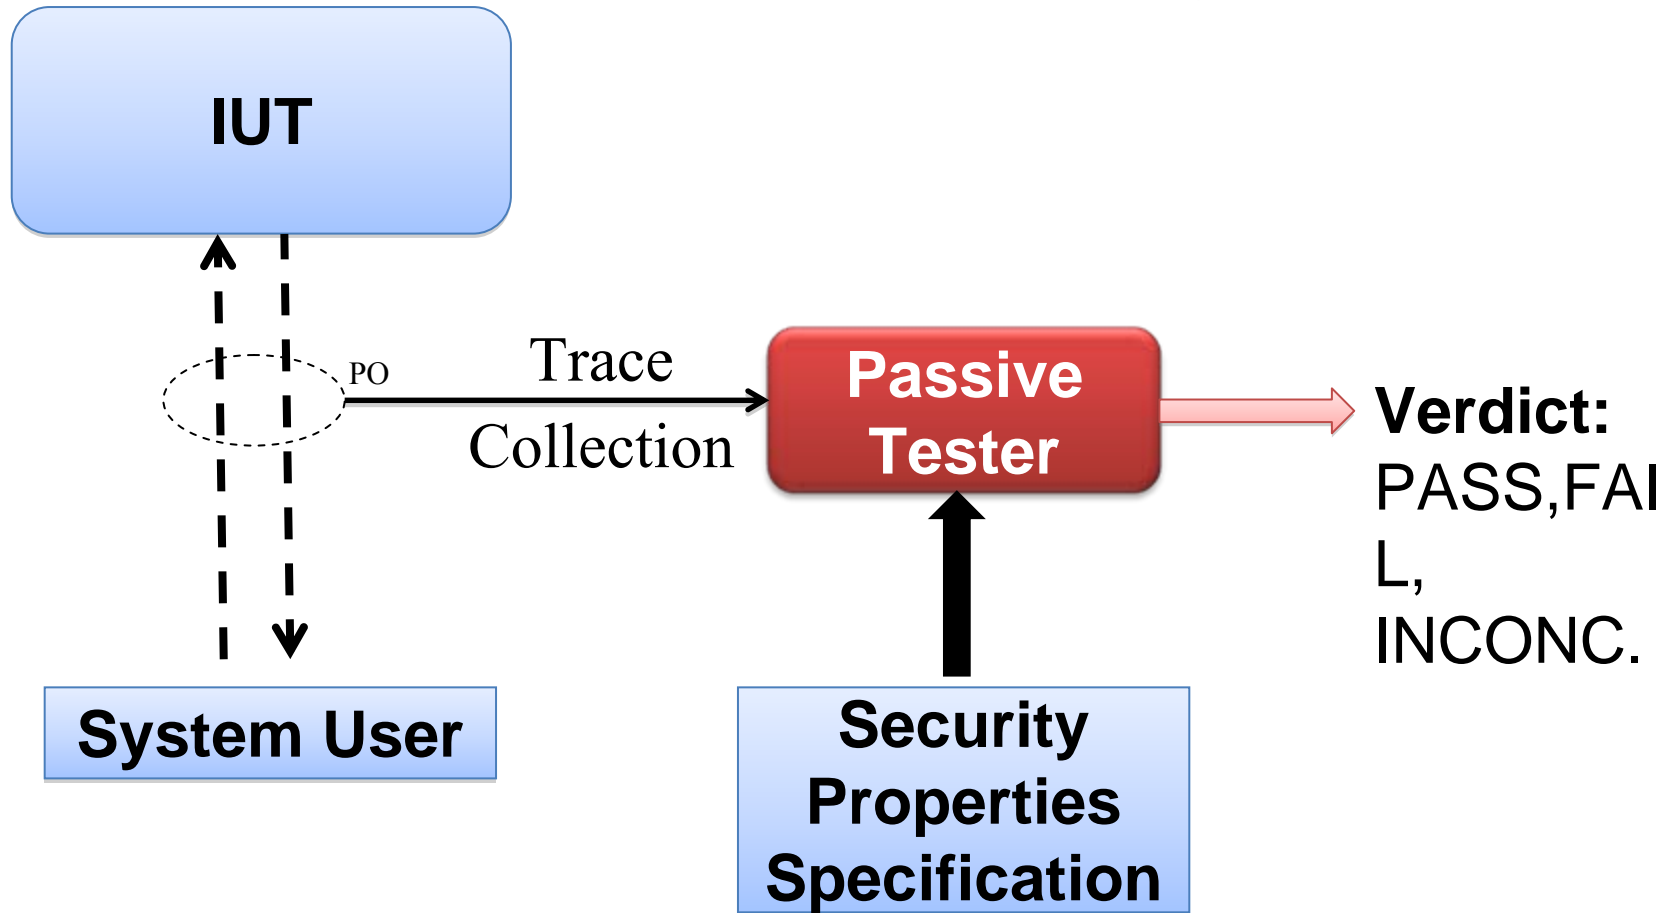 IUT
PO
Trace
Collection
Passive
Tester
Verdict:
PASS,FAI
L,
INCONC.
System User
Security
Properties
Specification